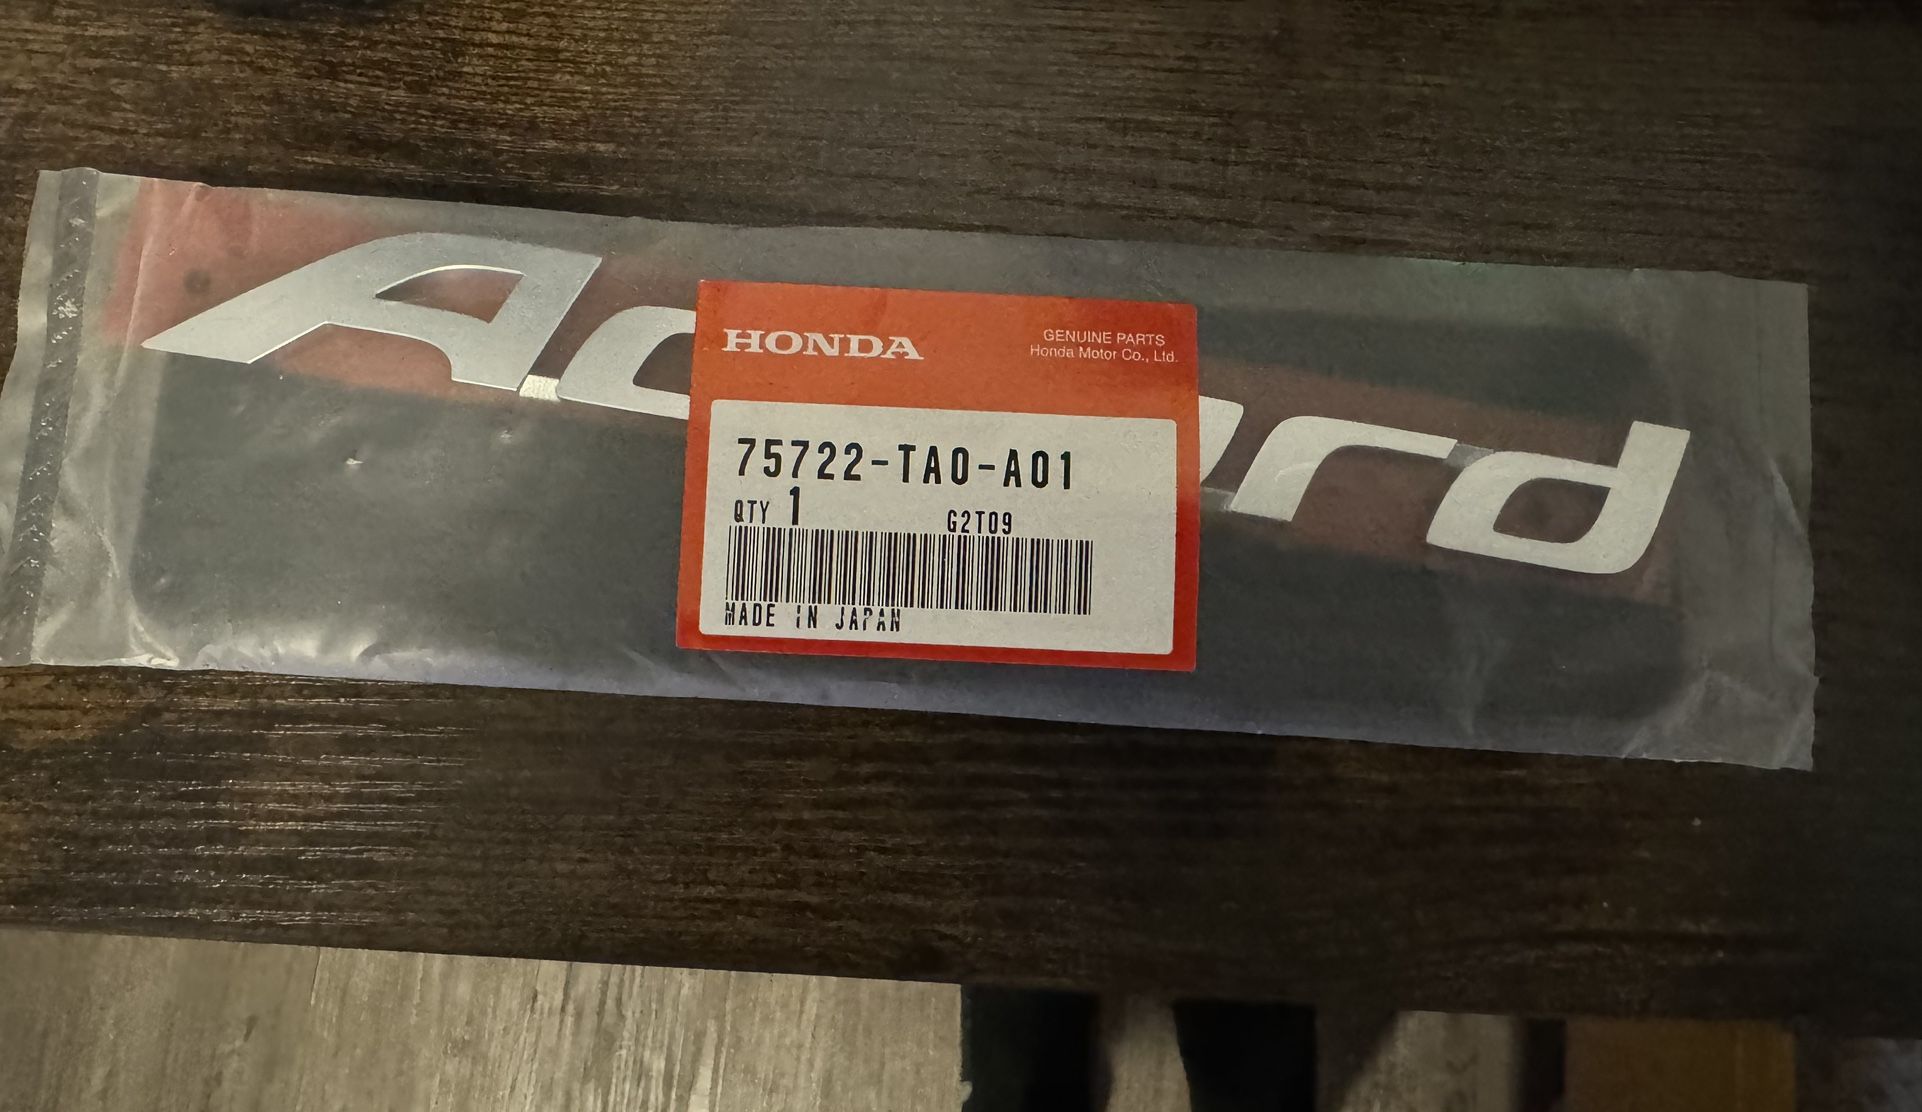 HONDA
GENUINE PARTS
Honda Motor Co., Ltd.
75722-TA0-A01
QTY 1 G2T09
MADE IN JAPAN